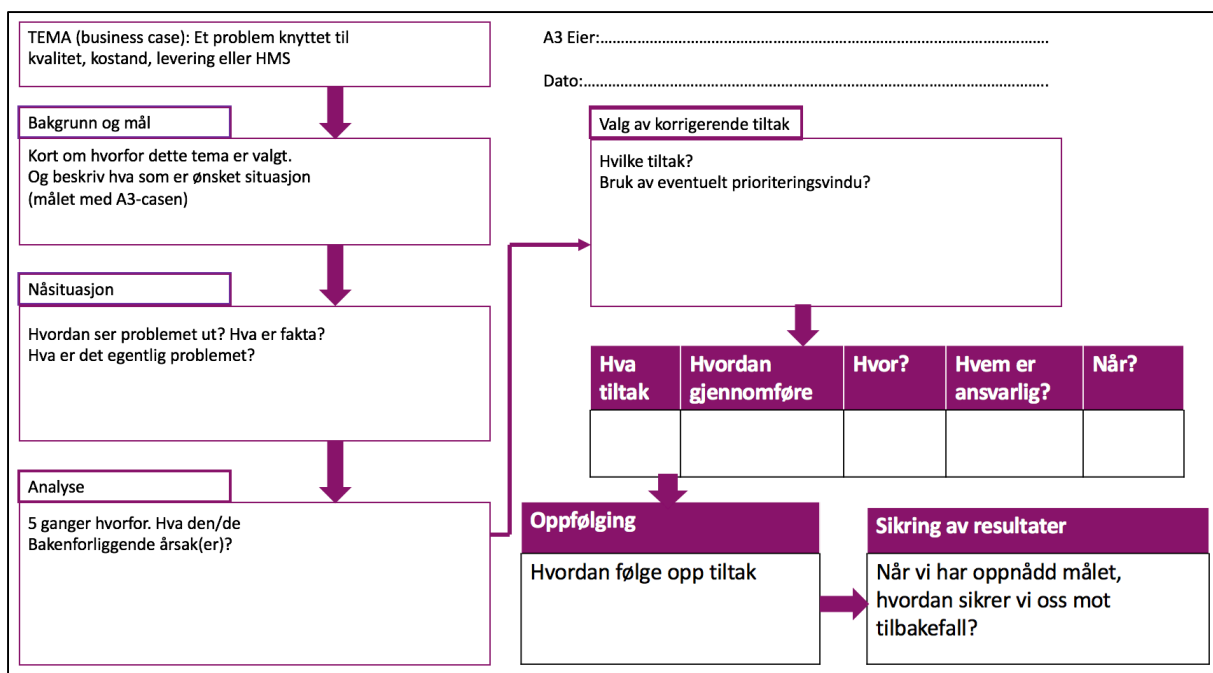 TEMA (business case): Et problem knyttet til
kvalitet, kostand, levering eller HMS
A3 Eier:……………………………………………………………………………….
Dato:…………………………………………………………………………………..
Bakgrunn og mål
Kort om hvorfor dette tema er valgt.
Og beskriv hva som er ønsket situasjon
(målet med A3-casen)
Nåsituasjon
Hvordan ser problemet ut? Hva er fakta?
Hva er det egentlig problemet?
Analyse
5 ganger hvorfor. Hva den/de
Bakenforliggende årsak(er)?
Valg av korrigerende tiltak
Hvilke tiltak?
Bruk av eventuelt prioriteringsvindu?
Hva
tiltak
Hvordan
gjennomføre
Hvor?
Hvem er
ansvarlig?
Når?
Oppfølging
Hvordan følge opp tiltak
Sikring av resultater
Når vi har oppnådd målet,
hvordan sikrer vi oss mot
tilbakefall?